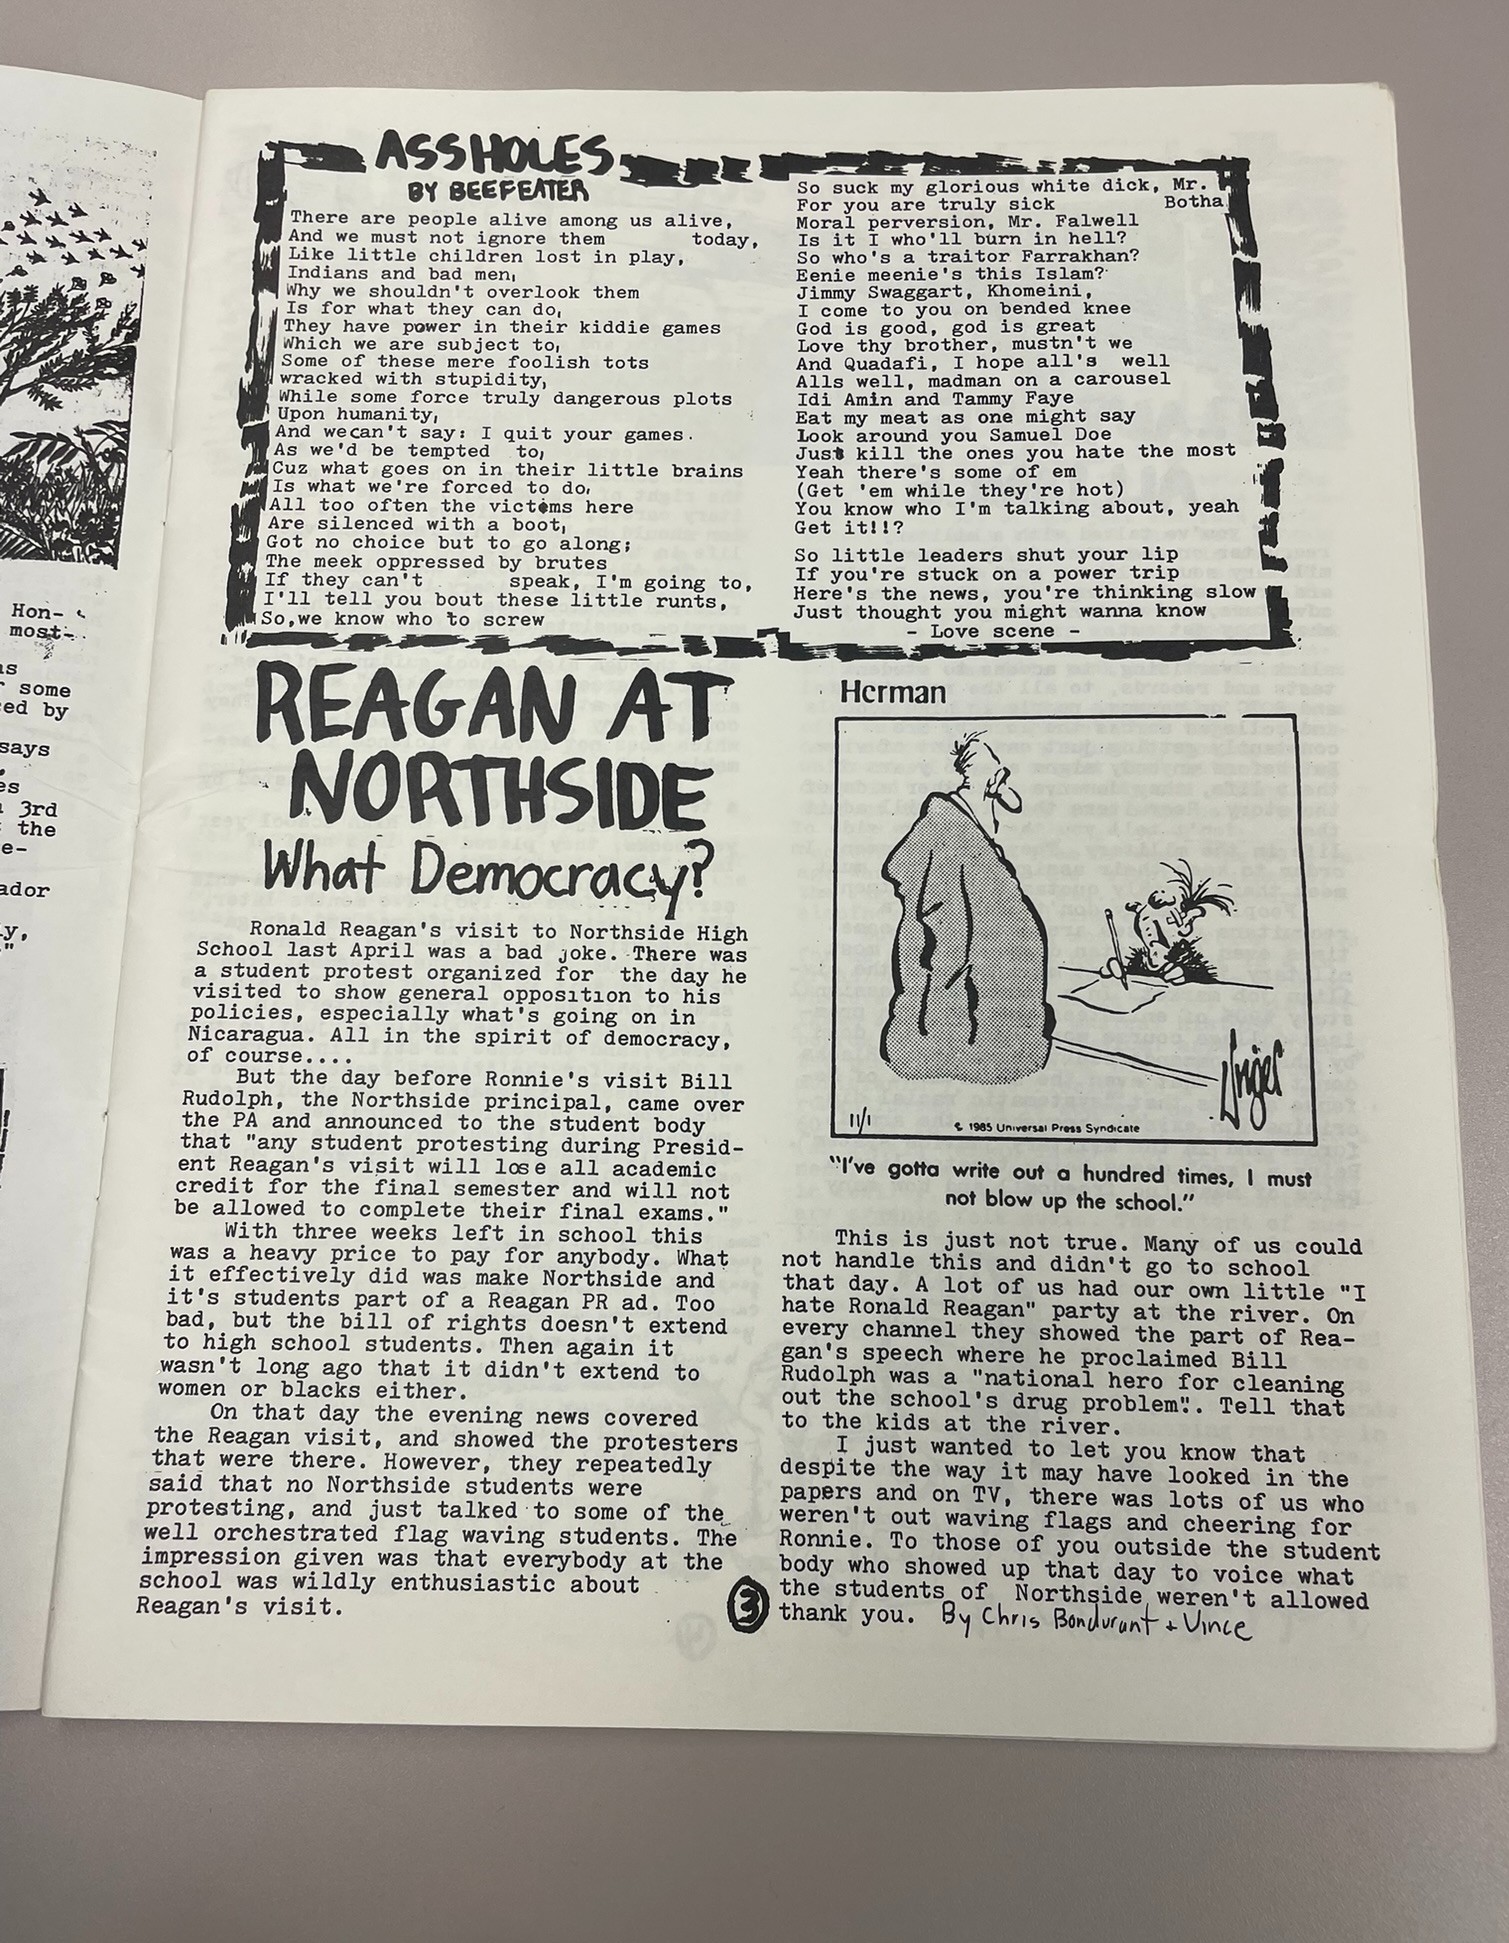 Hon-
most-
ns
some
ced by
says
es
3rd
the
e-
ador
y,
"
ASSHOLES
BY BEEFEATER
There are people alive among us alive,
And we must not ignore them today,
Like little children lost in play,
Indians and bad men,
Why we shouldn't overlook them
Is for what they can do,
They have power in their kiddie games
Which we are subject to,
Some of these mere foolish tots
wracked with stupidity,
While some force truly dangerous plots
Upon humanity,
And wecan't say: I quit your games.
As we'd be tempted to,
Cuz what goes on in their little brains
Is what we're forced to do,
All too often the victems here
Are silenced with a boot,
Got no choice but to go along;
The meek oppressed by brutes
If they can't speak, I'm going to,
I'll tell you bout these little runts,
So,we know who to screw
So suck my glorious white dick, Mr.
For you are truly sick Botha
Moral perversion, Mr. Falwell
Is it I who'll burn in hell?
So who's a traitor Farrakhan?
Eenie meenie's this Islam?
Jimmy Swaggart, Khomeini,
I come to you on bended knee
God is good, god is great
Love thy brother, mustn't we
And Quadafi, I hope all's well
Alls well, madman on a carousel
Idi Amin and Tammy Faye
Eat my meat as one might say
Look around you Samuel Doe
Just kill the ones you hate the most
Yeah there's some of em
(Get 'em while they're hot)
You know who I'm talking about, yeah
Get it!!?
So little leaders shut your lip
If you're stuck on a power trip
Here's the news, you're thinking slow
Just thought you might wanna know
- Love scene -
REAGAN AT
NORTHSIDE
What Democracy?
Ronald Reagan's visit to Northside High
School last April was a bad joke. There was
a student protest organized for the day he
visited to show general opposition to his
policies, especially what's going on in
Nicaragua. All in the spirit of democracy,
of course....
But the day before Ronnie's visit Bill
Rudolph, the Northside principal, came over
the PA and announced to the student body
that "any student protesting during Presid-
ent Reagan's visit will lose all academic
credit for the final semester and will not
be allowed to complete their final exams."
With three weeks left in school this
was a heavy price to pay for anybody. What
it effectively did was make Northside and
it's students part of a Reagan PR ad. Too
bad, but the bill of rights doesn't extend
to high school students. Then again it
wasn't long ago that it didn't extend to
women or blacks either.
On that day the evening news covered
the Reagan visit, and showed the protesters
that were there. However, they repeatedly
said that no Northside students were
protesting, and just talked to some of the
well orchestrated flag waving students. The
impression given was that everybody at the
school was wildly enthusiastic about
Reagan's visit.
Herman
Unger
11/1
© 1985 Universal Press Syndicate
"I've gotta write out a hundred times, I must
not blow up the school."
This is just not true. Many of us could
not handle this and didn't go to school
that day. A lot of us had our own little "I
hate Ronald Reagan" party at the river. On
every channel they showed the part of Rea-
gan's speech where he proclaimed Bill
Rudolph was a "national hero for cleaning
out the school's drug problem". Tell that
to the kids at the river.
I just wanted to let you know that
despite the way it may have looked in the
papers and on TV, there was lots of us who
weren't out waving flags and cheering for
Ronnie. To those of you outside the student
body who showed up that day to voice what
the students of Northside weren't allowed
thank you. By Chris Bondurant + Vince
3